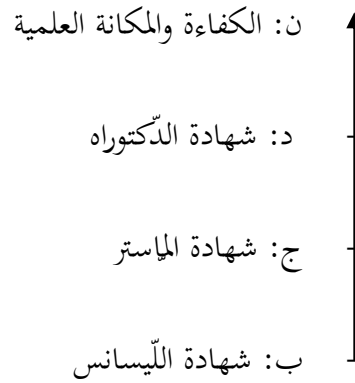 ن: الكفاءة والمكانة العلمية
د: شهادة الدّكتوراه
ج: شهادة الماستر
ب: شهادة اللّيسانس